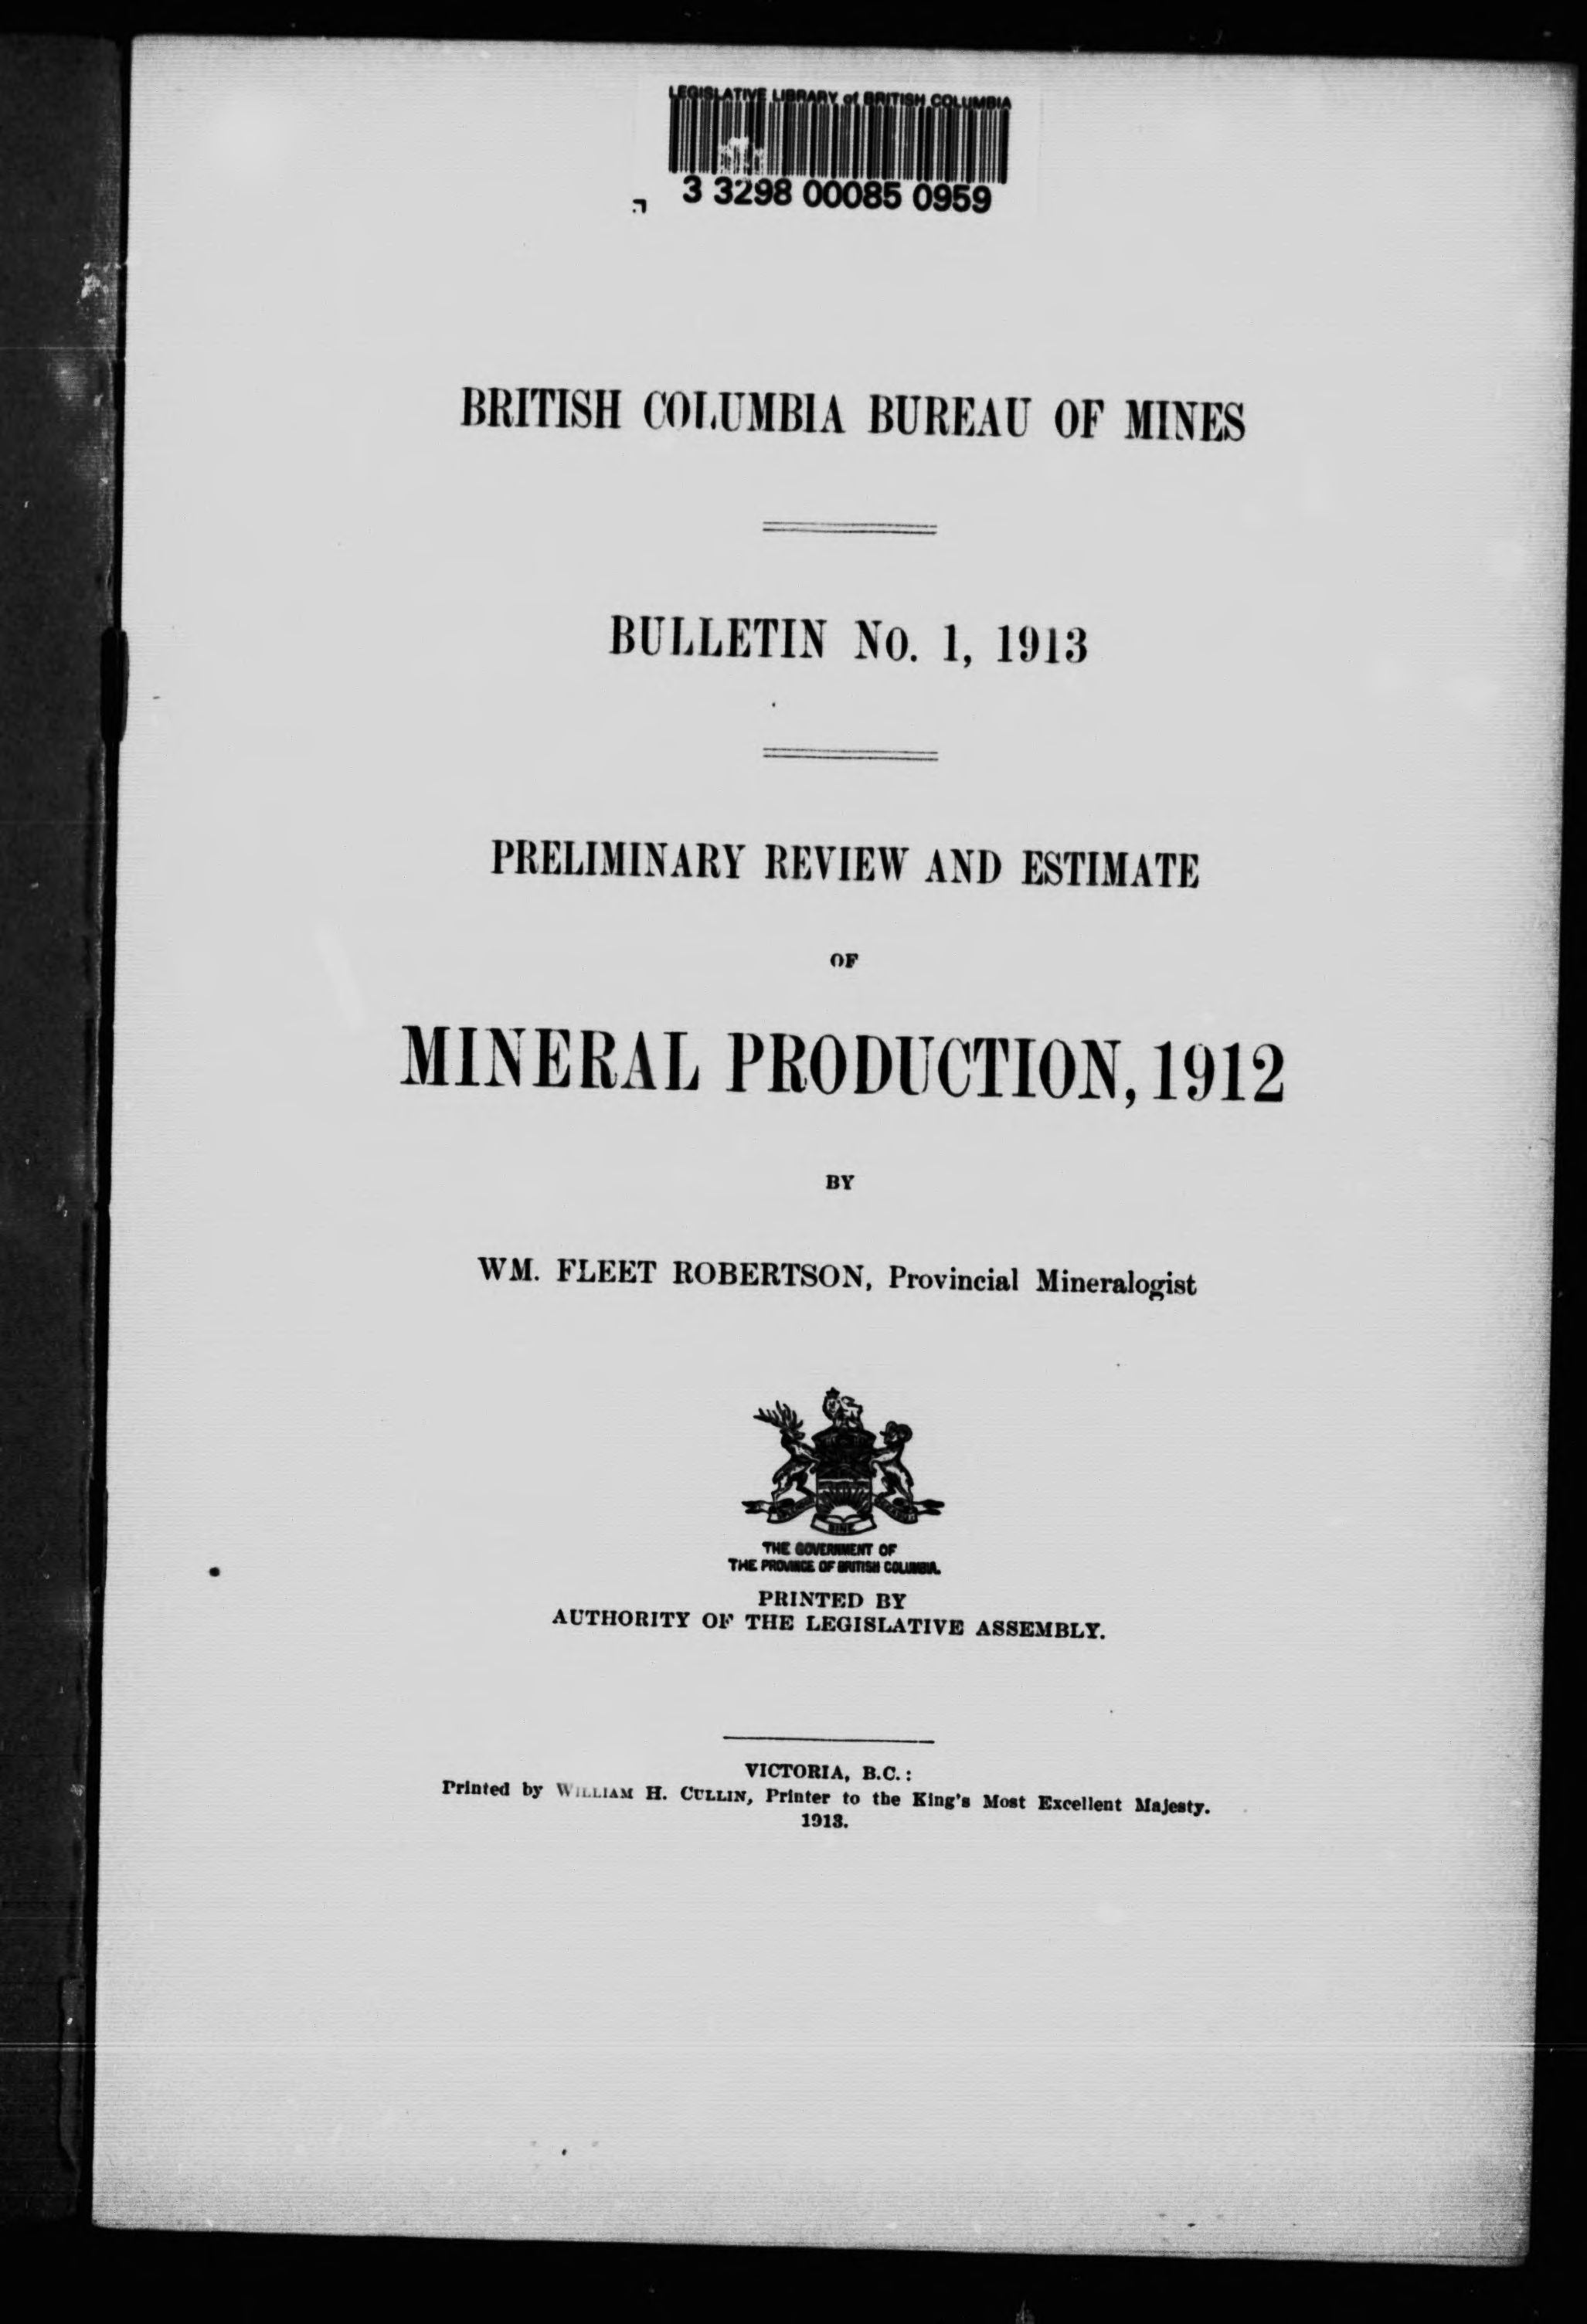 LEGISLATIVE LIBRARY of BRITISH COLUMBIA
3 3298 00085 0959
BRITISH COLUMBIA BUREAU OF MINES
BULLETIN No. 1, 1913
PRELIMINARY REVIEW AND ESTIMATE
OF
MINERAL PRODUCTION, 1912
BY
WM. FLEET ROBERTSON, Provincial Mineralogist
THE GOVERNMENT OF
THE PROVINCE OF BRITISH COLUMBIA.
PRINTED BY
AUTHORITY OF THE LEGISLATIVE ASSEMBLY.
VICTORIA, B.C.:
Printed by WILLIAM H. CULLIN, Printer to the King's Most Excellent Majesty.
1913.